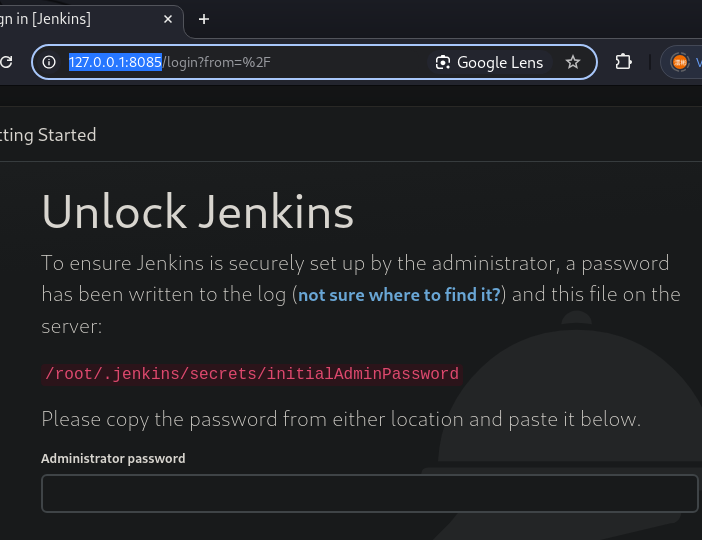 gn in [Jenkins]
127.0.0.1:8085/login?from=%2F
Google Lens
tting Started
Unlock Jenkins
To ensure Jenkins is securely set up by the administrator, a password
has been written to the log (not sure where to find it?) and this file on the
server:
/root/.jenkins/secrets/initialAdminPassword
Please copy the password from either location and paste it below.
Administrator password